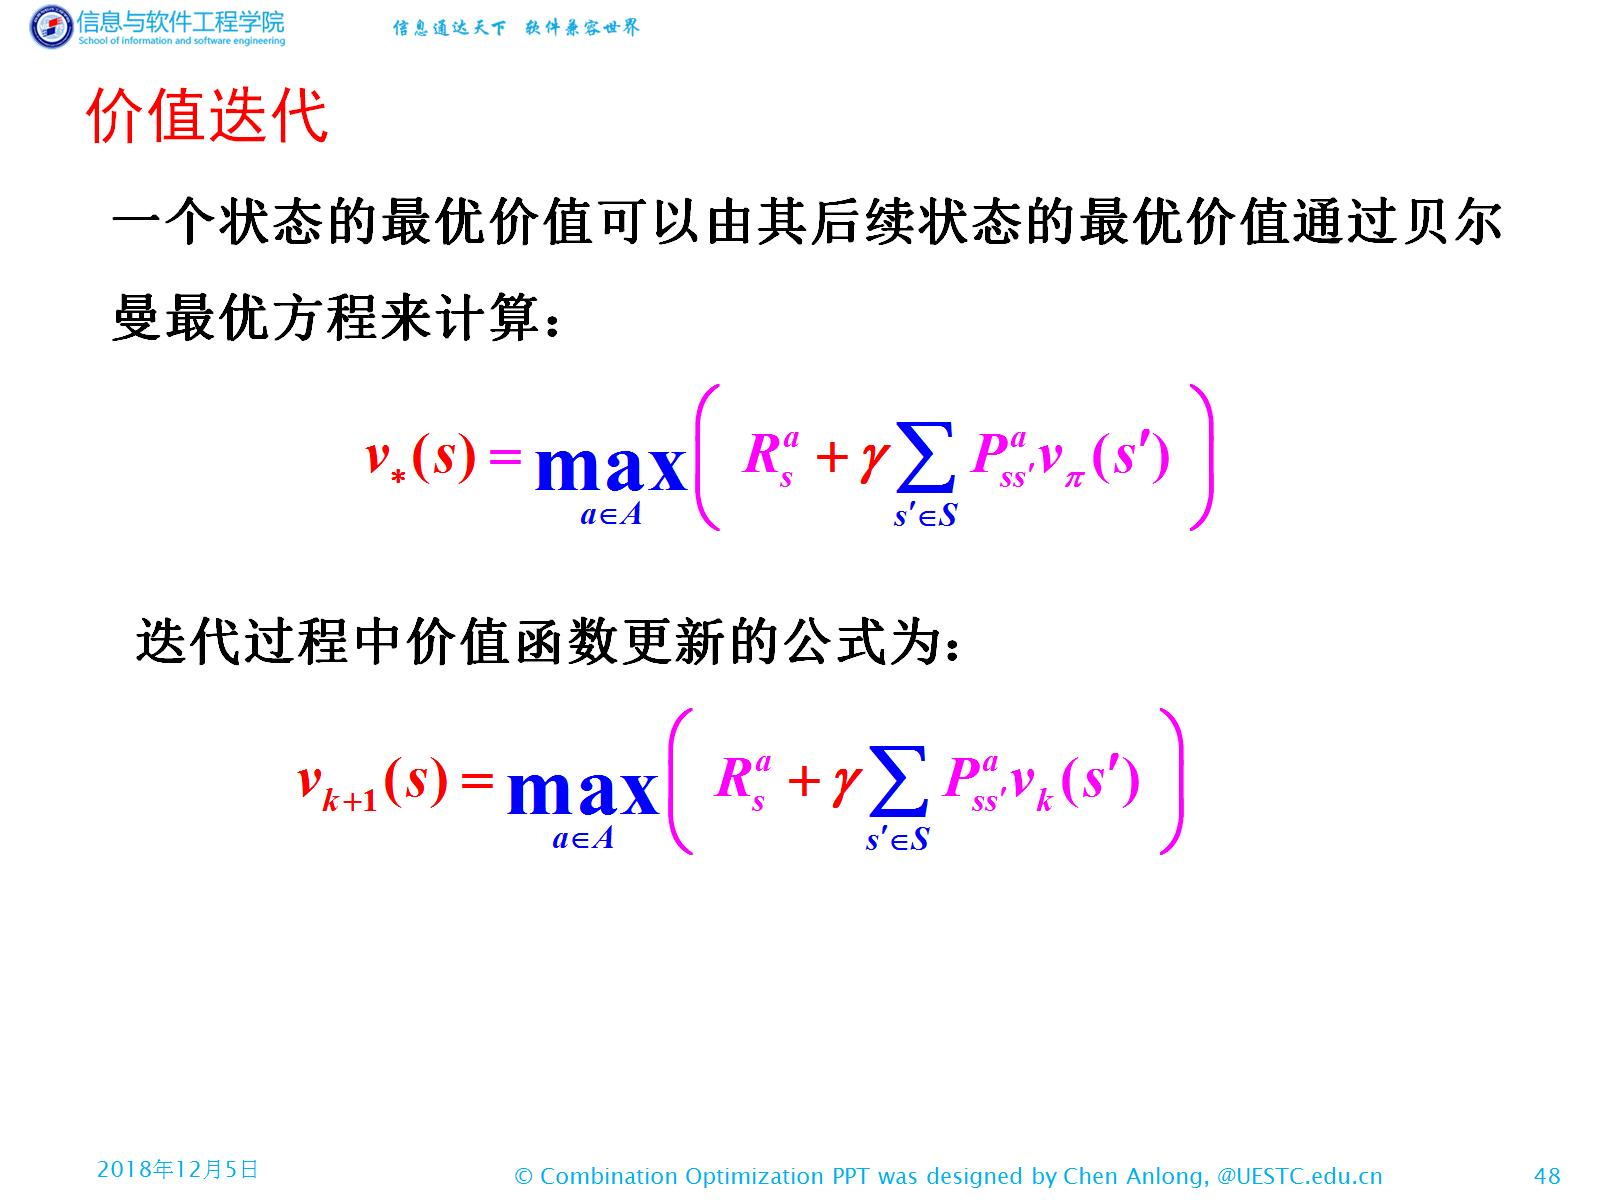 信息与软件工程学院
School of information and software engineering
信息通达天下 软件兼容世界
价值迭代
一个状态的最优价值可以由其后续状态的最优价值通过贝尔
曼最优方程来计算：
v_*(s) = max_{a∈A} ( R_s^a + γ ∑_{s′∈S} P_{ss′}^a v_π(s′) )
迭代过程中价值函数更新的公式为：
v_{k+1}(s) = max_{a∈A} ( R_s^a + γ ∑_{s′∈S} P_{ss′}^a v_k(s′) )
2018年12月5日
© Combination Optimization PPT was designed by Chen Anlong, @UESTC.edu.cn
48